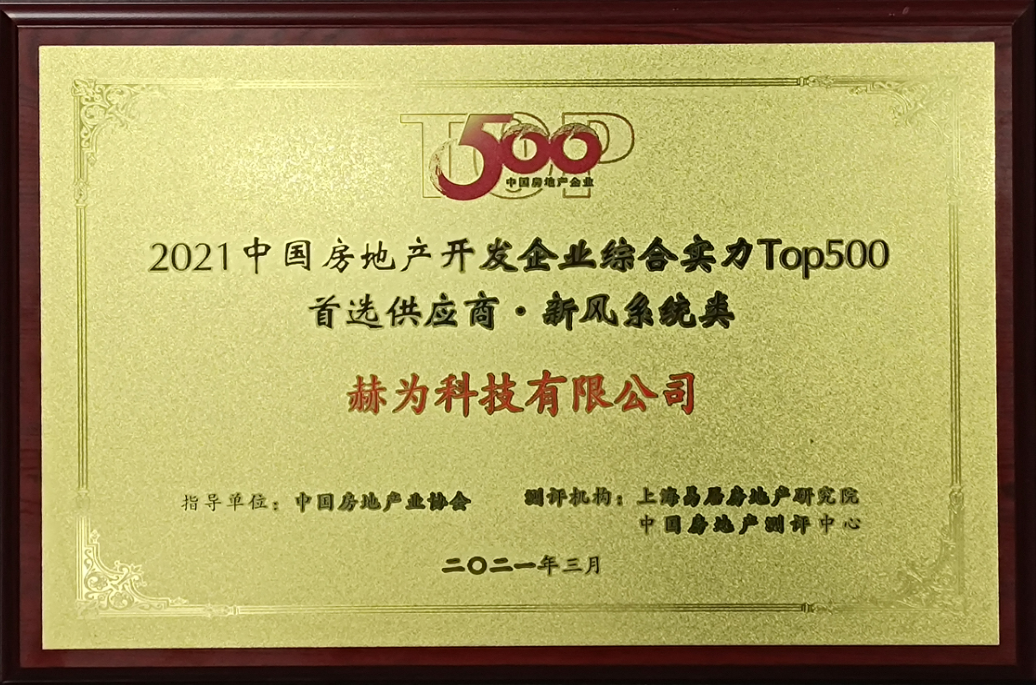 TOP
500
中国房地产企业
2021中国房地产开发企业综合实力Top500
首选供应商·新风系统类
赫为科技有限公司
指导单位：中国房地产业协会
测评机构：上海易居房地产研究院
中国房地产测评中心
二〇二一年三月